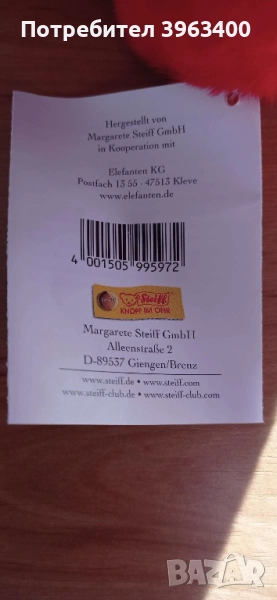 Потребител 3963400
Hergestellt von
Margarete Steiff GmbH
in Kooperation mit
Elefanten KG
Postfach 13 55 · 47513 Kleve
www.elefanten.de
4 001505 995972
Steiff
KNOPF IM OHR
Margarete Steiff GmbH
Alleenstraße 2
D-89537 Giengen/Brenz
www.steiff.de • www.steiff.com
www.steiff-club.de • www.steiff-club.com
BAZAR